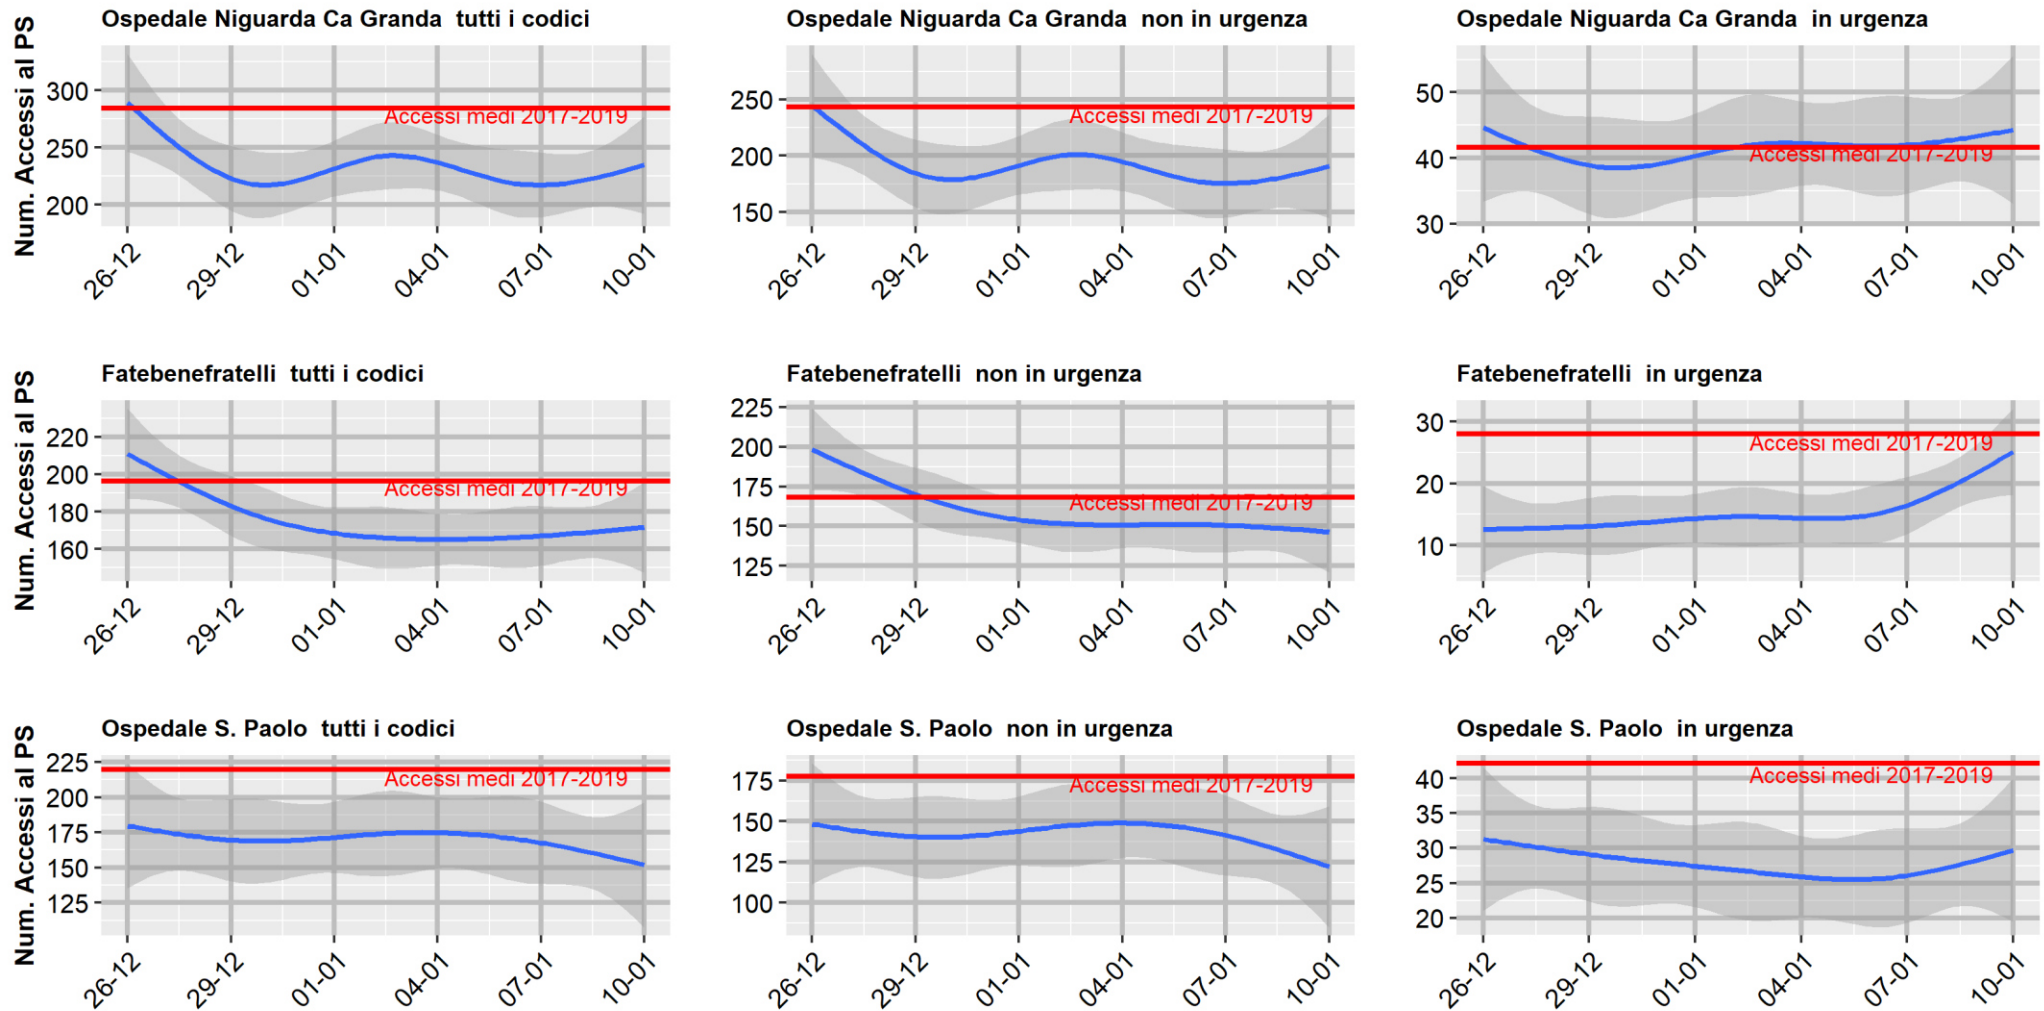 Ospedale Niguarda Ca Granda  tutti i codici
Num. Accessi al PS
300
250
200
Accessi medi 2017-2019
26-12 29-12 01-01 04-01 07-01 10-01
Ospedale Niguarda Ca Granda  non in urgenza
250
200
150
Accessi medi 2017-2019
26-12 29-12 01-01 04-01 07-01 10-01
Ospedale Niguarda Ca Granda  in urgenza
50
40
30
Accessi medi 2017-2019
26-12 29-12 01-01 04-01 07-01 10-01
Fatebenefratelli  tutti i codici
Num. Accessi al PS
220
200
180
160
Accessi medi 2017-2019
26-12 29-12 01-01 04-01 07-01 10-01
Fatebenefratelli  non in urgenza
225
200
175
150
125
Accessi medi 2017-2019
26-12 29-12 01-01 04-01 07-01 10-01
Fatebenefratelli  in urgenza
30
20
10
Accessi medi 2017-2019
26-12 29-12 01-01 04-01 07-01 10-01
Ospedale S. Paolo  tutti i codici
Num. Accessi al PS
225
200
175
150
125
Accessi medi 2017-2019
26-12 29-12 01-01 04-01 07-01 10-01
Ospedale S. Paolo  non in urgenza
175
150
125
100
Accessi medi 2017-2019
26-12 29-12 01-01 04-01 07-01 10-01
Ospedale S. Paolo  in urgenza
40
35
30
25
20
Accessi medi 2017-2019
26-12 29-12 01-01 04-01 07-01 10-01